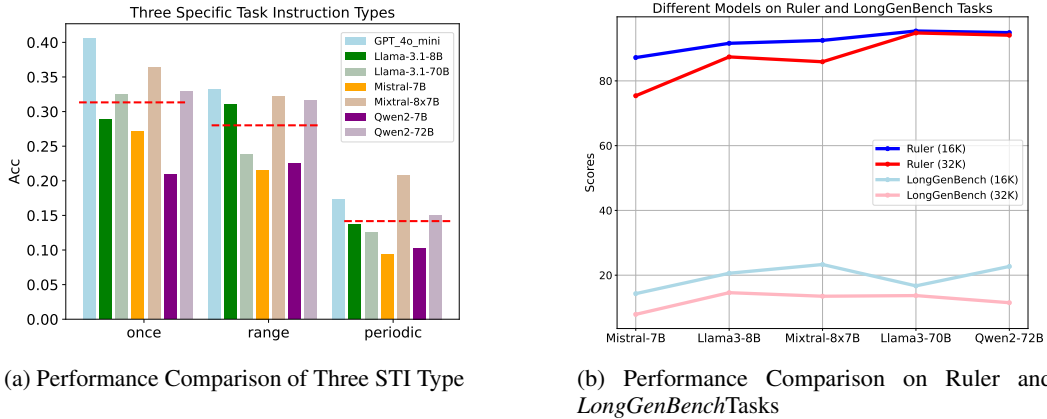 Three Specific Task Instruction Types
0.40
0.35
0.30
0.25
0.20
0.15
0.10
0.05
0.00
Acc
GPT_4o_mini
Llama-3.1-8B
Llama-3.1-70B
Mistral-7B
Mixtral-8x7B
Qwen2-7B
Qwen2-72B
once
range
periodic
(a) Performance Comparison of Three STI Type
Different Models on Ruler and LongGenBench Tasks
80
60
40
20
Scores
Ruler (16K)
Ruler (32K)
LongGenBench (16K)
LongGenBench (32K)
Mistral-7B
Llama3-8B
Mixtral-8x7B
Llama3-70B
Qwen2-72B
(b) Performance Comparison on Ruler and
LongGenBenchTasks